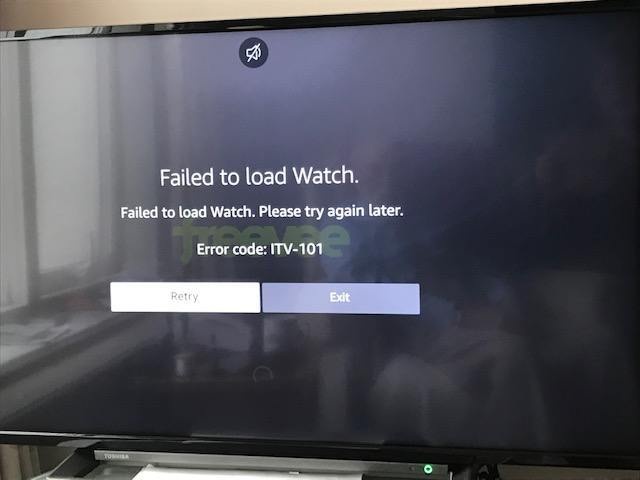 Failed to load Watch.
Failed to load Watch. Please try again later.
freevee
Error code: ITV-101
Retry
Exit
TOSHIBA